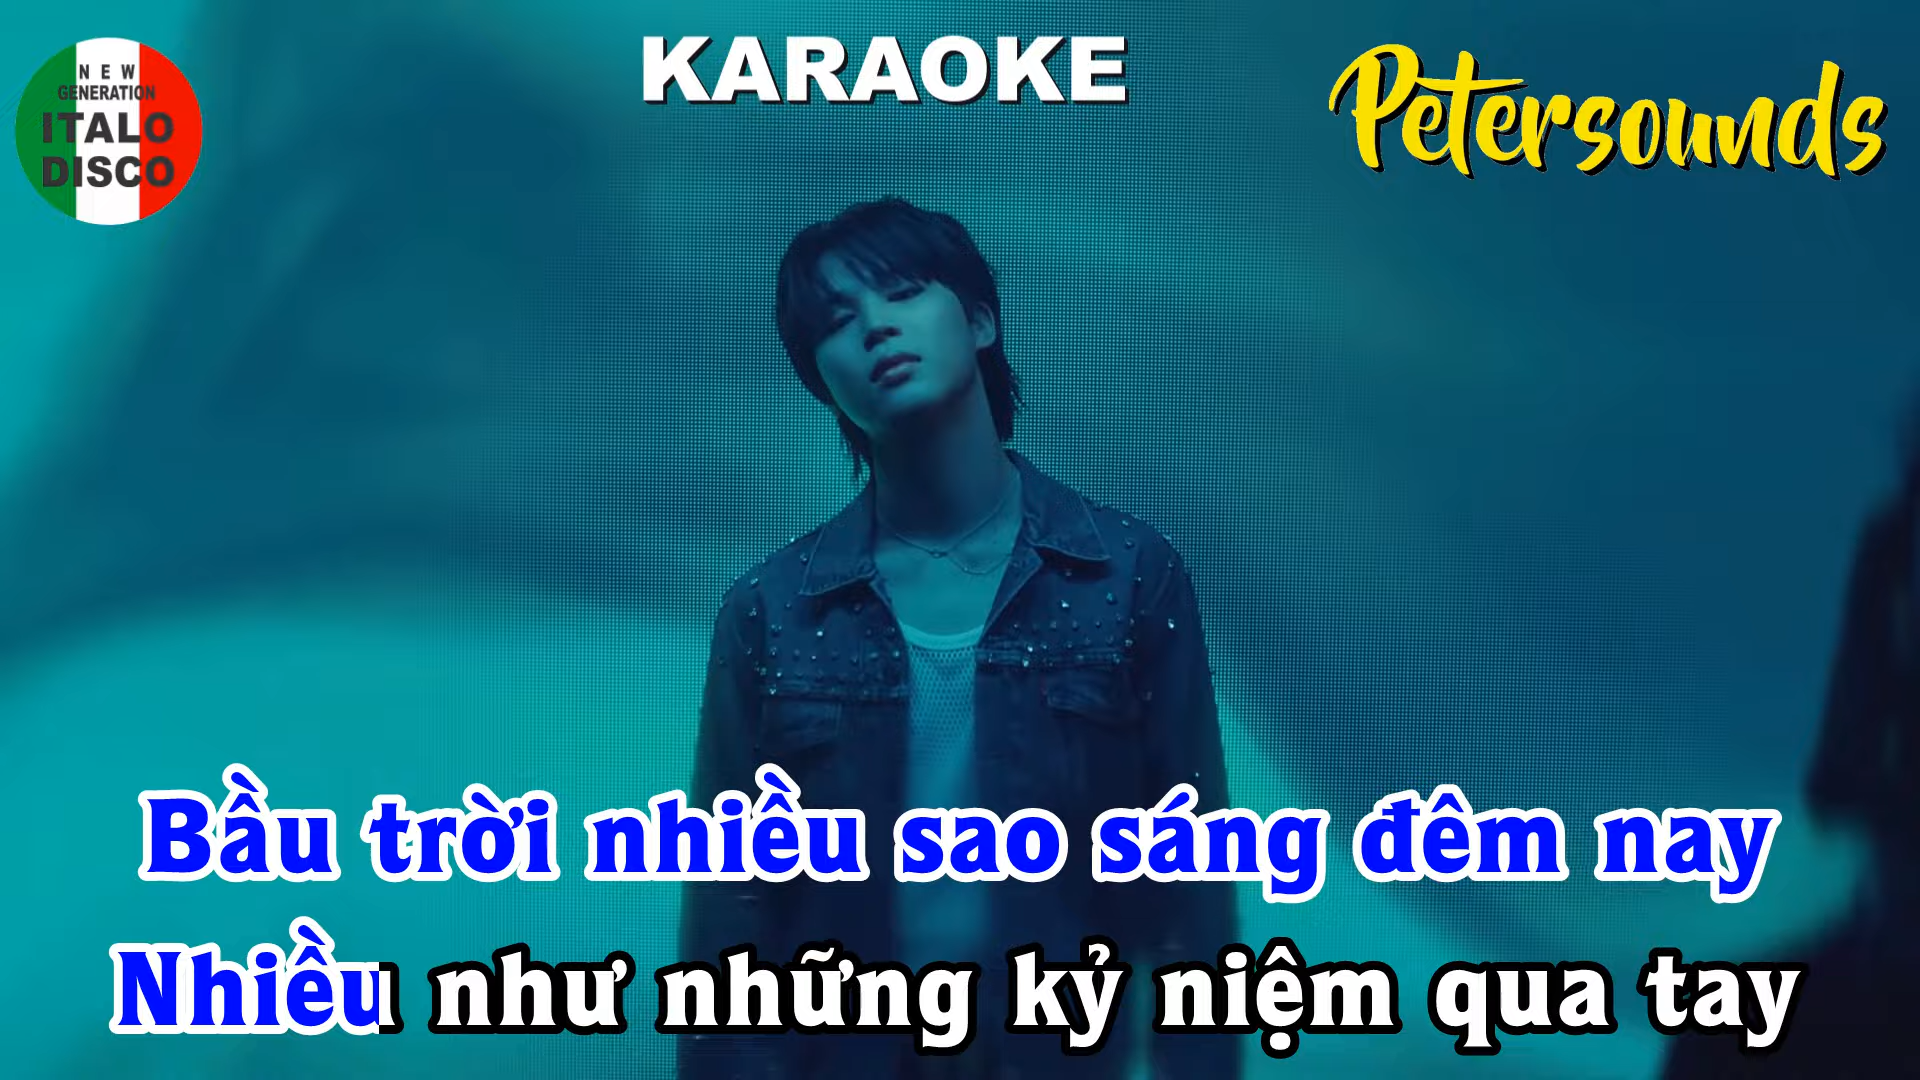 NEW
GENERATION
ITALO
DISCO
KARAOKE
Petersounds
Bầu trời nhiều sao sáng đêm nay
Nhiều như những kỷ niệm qua tay